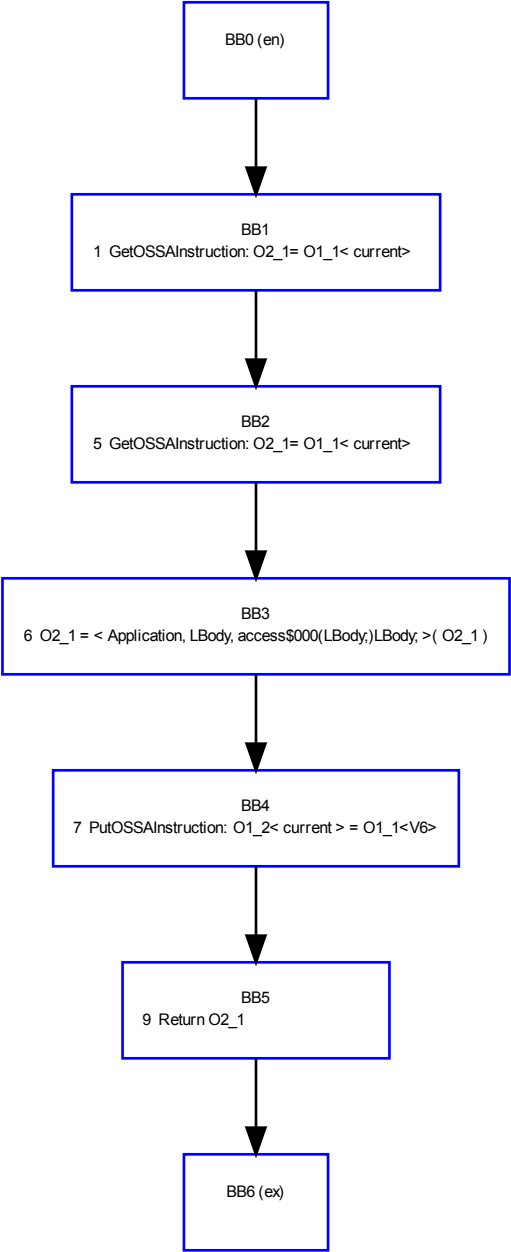 BB0 (en)
BB1
1 GetOSSAInstruction: O2_1= O1_1< current>
BB2
5 GetOSSAInstruction: O2_1= O1_1< current>
BB3
6 O2_1 = < Application, LBody, access$000(LBody;)LBody; >( O2_1 )
BB4
7 PutOSSAInstruction: O1_2< current > = O1_1<V6>
BB5
9 Return O2_1
BB6 (ex)